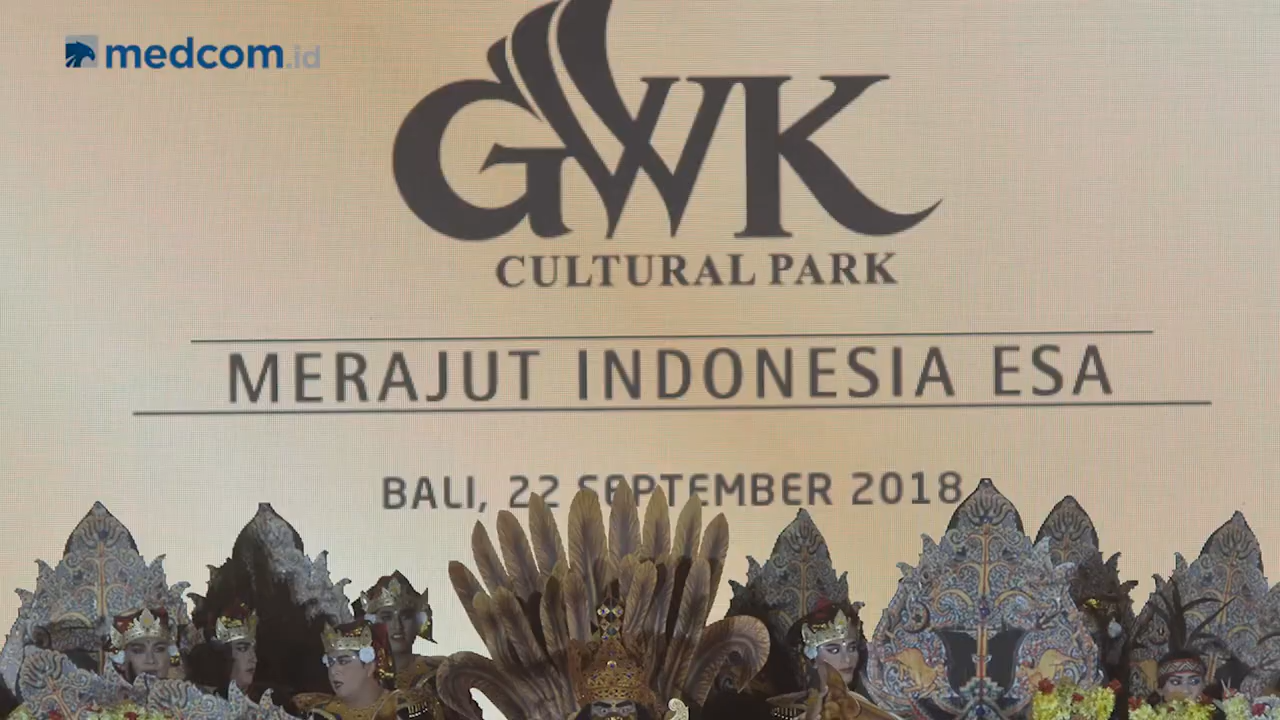 medcom.id
GWK
CULTURAL PARK
MERAJUT INDONESIA ESA
BALI, 22 SEPTEMBER 2018